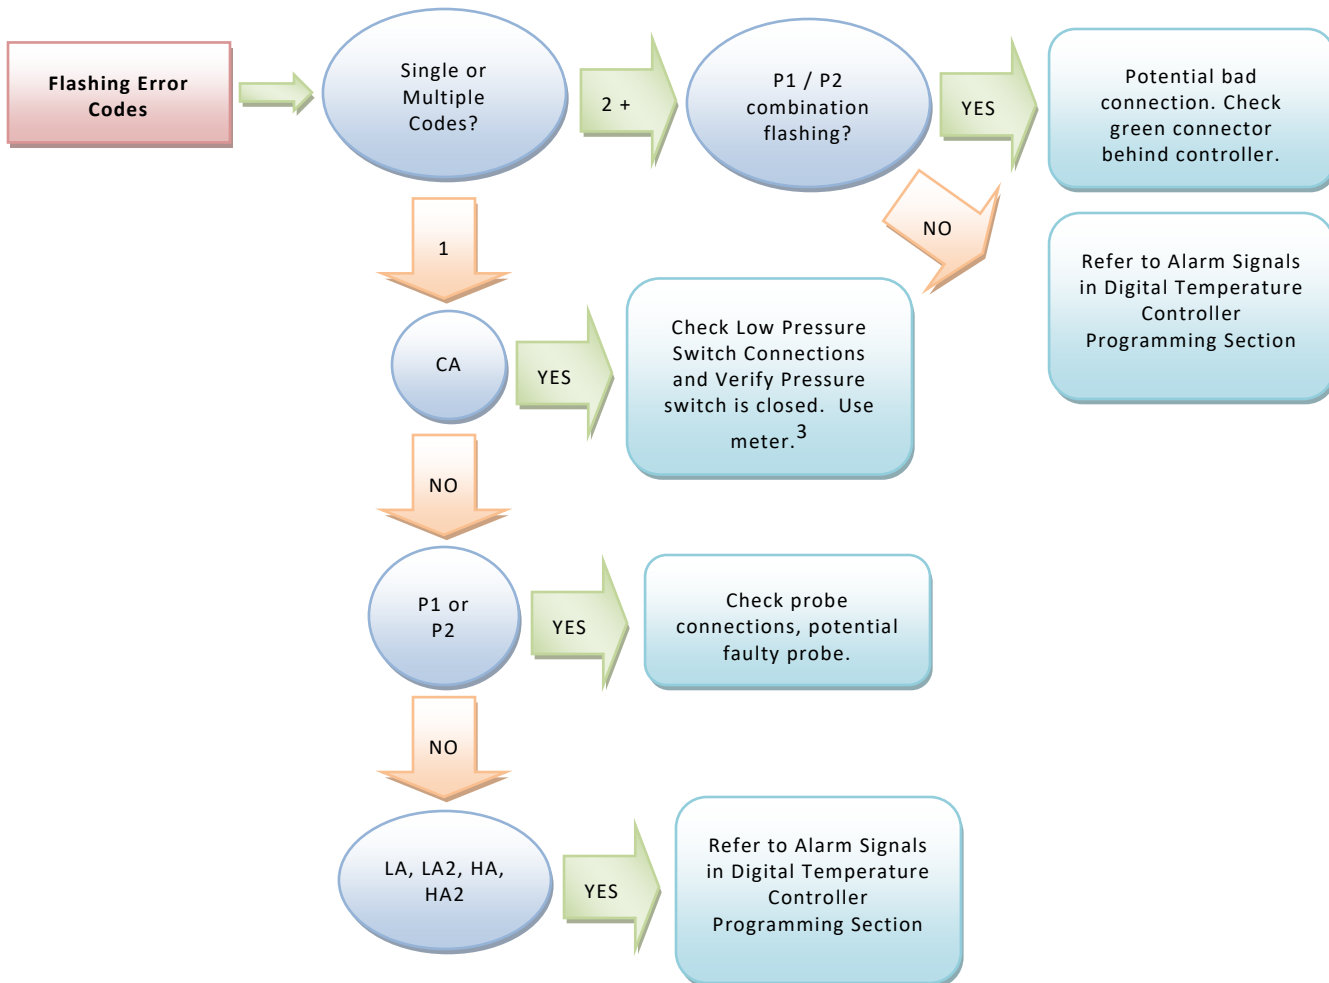 Flashing Error
Codes
Single or
Multiple
Codes?
2 +
P1 / P2
combination
flashing?
YES
Potential bad
connection. Check
green connector
behind controller.
NO
Refer to Alarm Signals
in Digital Temperature
Controller
Programming Section
1
CA
YES
Check Low Pressure
Switch Connections
and Verify Pressure
switch is closed.  Use
meter.3
NO
P1 or
P2
YES
Check probe
connections, potential
faulty probe.
NO
LA, LA2, HA,
HA2
YES
Refer to Alarm Signals
in Digital Temperature
Controller
Programming Section